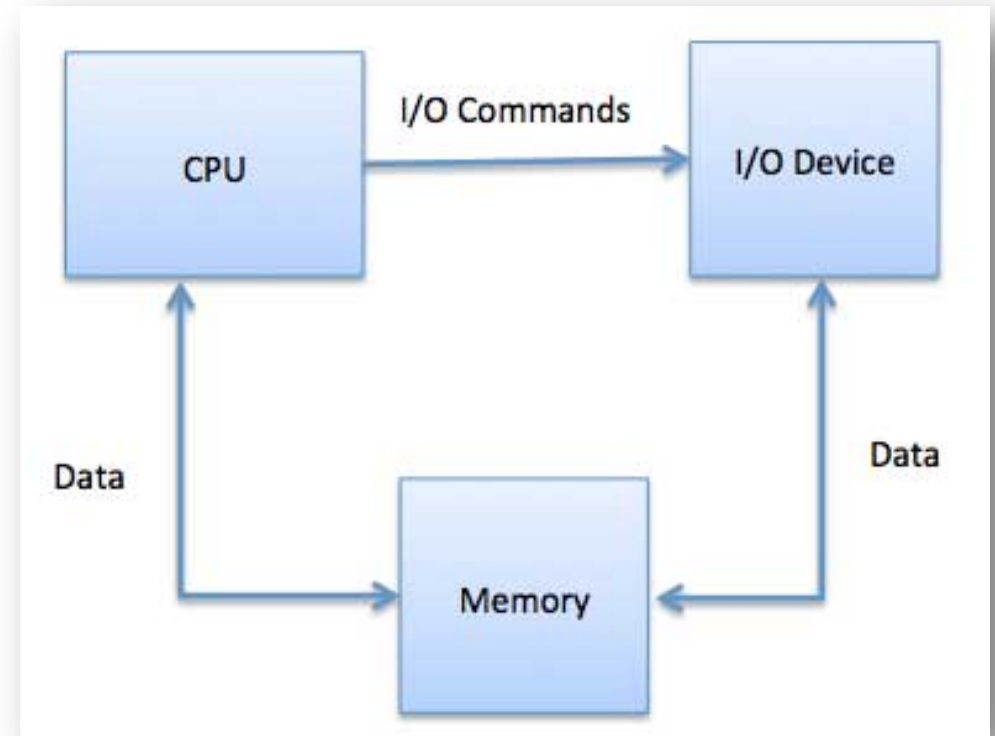 I/O Commands
CPU
I/O Device
Data
Data
Memory